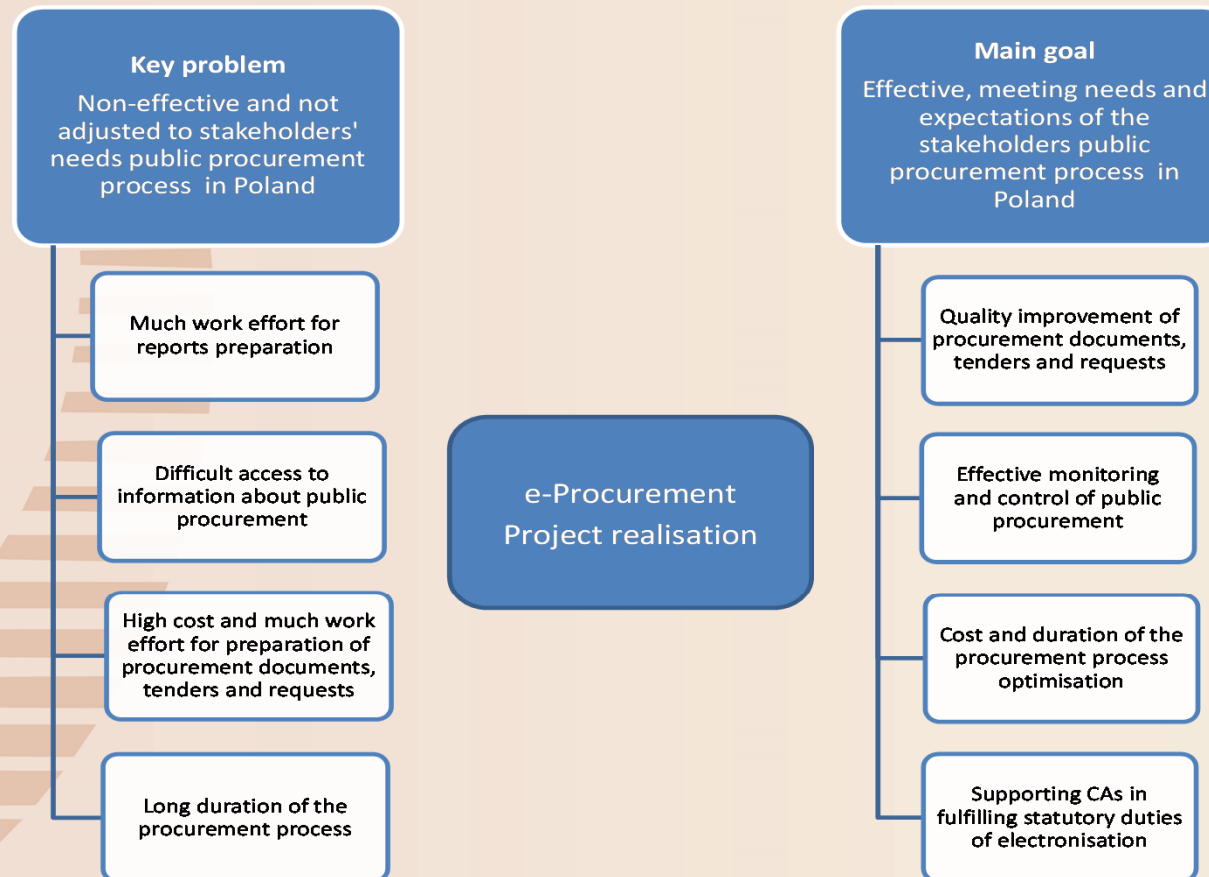 Key problem
Non-effective and not
adjusted to stakeholders'
needs public procurement
process in Poland
Much work effort for
reports preparation
Difficult access to
information about public
procurement
High cost and much work
effort for preparation of
procurement documents,
tenders and requests
Long duration of the
procurement process
e-Procurement
Project realisation
Main goal
Effective, meeting needs and
expectations of the
stakeholders public
procurement process in
Poland
Quality improvement of
procurement documents,
tenders and requests
Effective monitoring
and control of public
procurement
Cost and duration of the
procurement process
optimisation
Supporting CAs in
fulfilling statutory duties
of electronisation